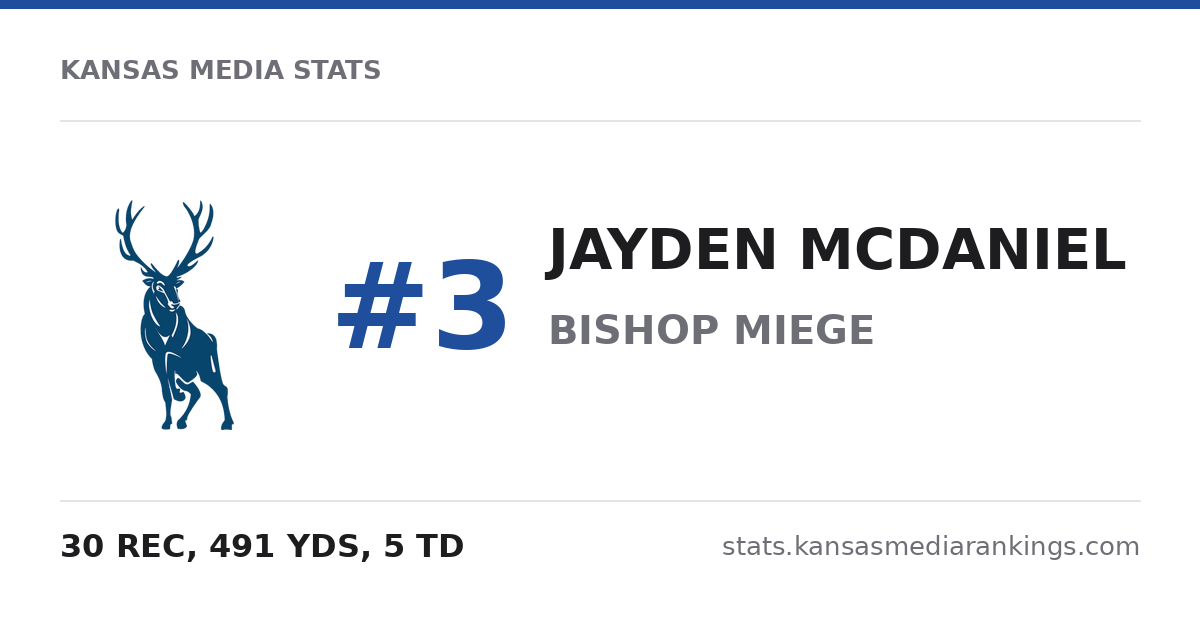 KANSAS MEDIA STATS
#3
JAYDEN MCDANIEL
BISHOP MIEGE
30 REC, 491 YDS, 5 TD
stats.kansasmediarankings.com